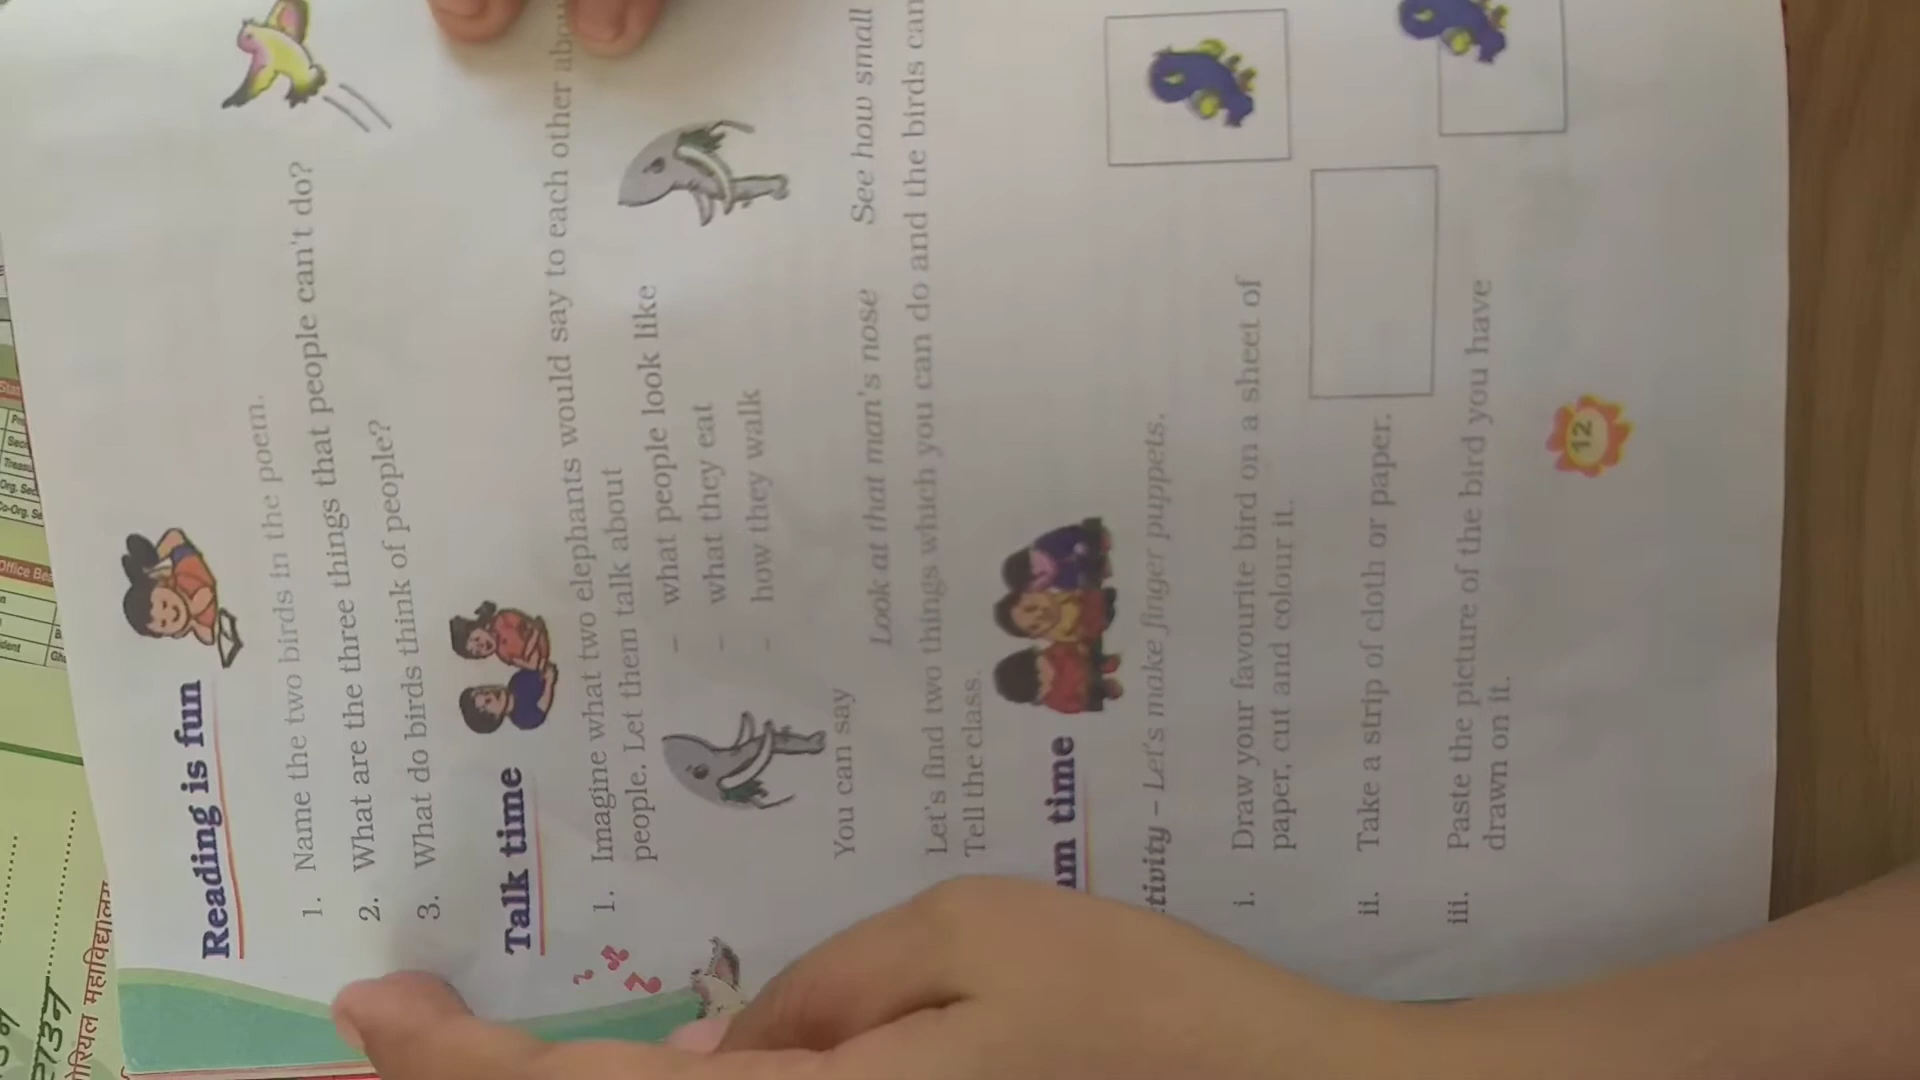 Reading is fun
1. Name the two birds in the poem.
2. What are the three things that people can't do?
3. What do birds think of people?
Talk time
1. Imagine what two elephants would say to each other
people. Let them talk about
– what people look like
– what they eat
– how they walk
You can say
Look at that man's nose See how small
Let's find two things which you can do and the birds can
Tell the class.
time
– Let's make finger puppets.
i. Draw your favourite bird on a sheet of
paper, cut and colour it.
ii. Take a strip of cloth or paper.
iii. Paste the picture of the bird you have
drawn on it.
12
महाविद्यालय